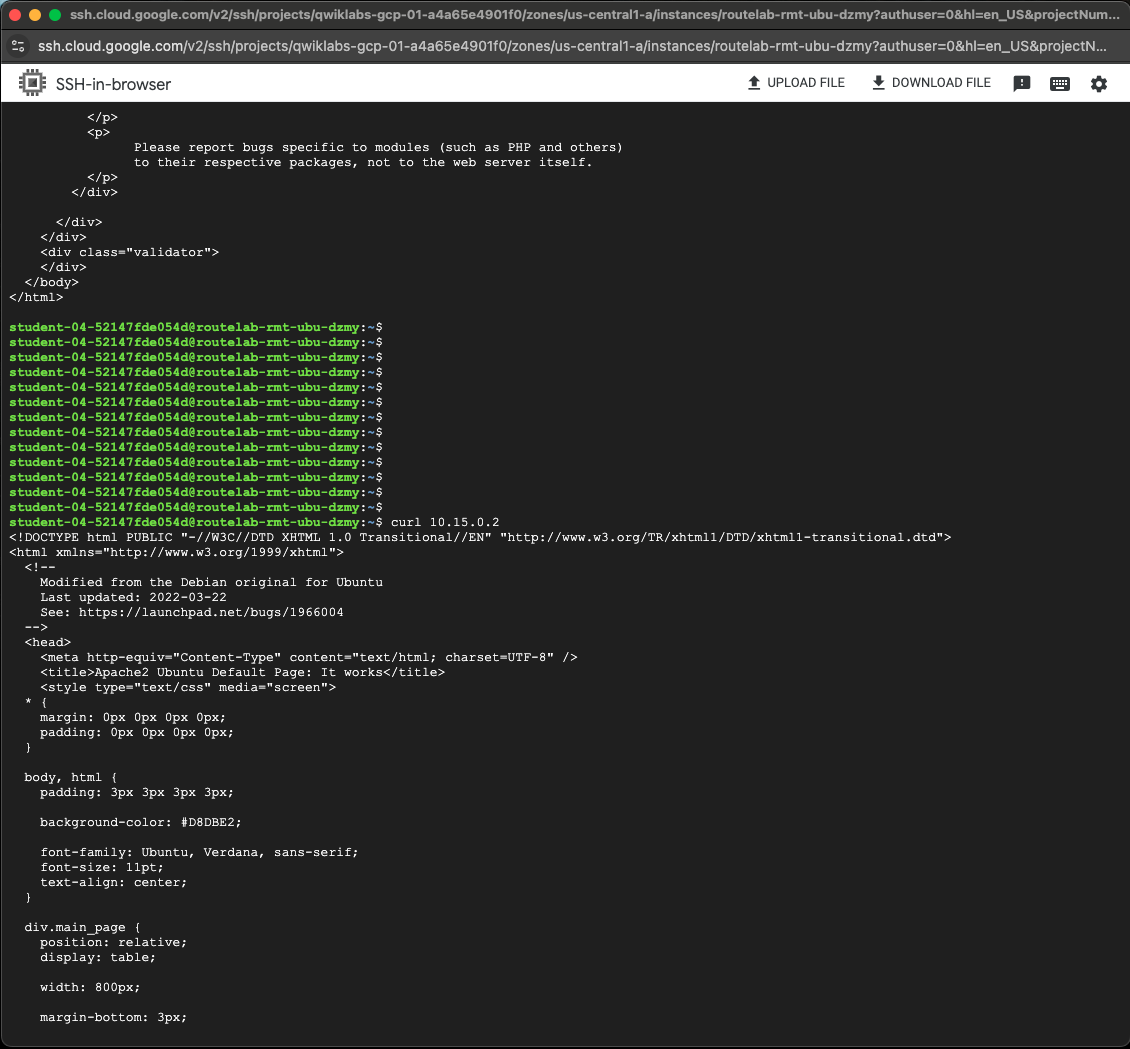 ssh.cloud.google.com/v2/ssh/projects/qwiklabs-gcp-01-a4a65e4901f0/zones/us-central1-a/instances/routelab-rmt-ubu-dzmy?authuser=0&hl=en_US&projectNum...
ssh.cloud.google.com/v2/ssh/projects/qwiklabs-gcp-01-a4a65e4901f0/zones/us-central1-a/instances/routelab-rmt-ubu-dzmy?authuser=0&hl=en_US&projectN...
SSH-in-browser UPLOAD FILE DOWNLOAD FILE
</p>
<p>
Please report bugs specific to modules (such as PHP and others)
to their respective packages, not to the web server itself.
</p>
</div>
</div>
</div>
<div class="validator">
</div>
</body>
</html>
student-04-52147fde054d@routelab-rmt-ubu-dzmy:~$
student-04-52147fde054d@routelab-rmt-ubu-dzmy:~$
student-04-52147fde054d@routelab-rmt-ubu-dzmy:~$
student-04-52147fde054d@routelab-rmt-ubu-dzmy:~$
student-04-52147fde054d@routelab-rmt-ubu-dzmy:~$
student-04-52147fde054d@routelab-rmt-ubu-dzmy:~$
student-04-52147fde054d@routelab-rmt-ubu-dzmy:~$
student-04-52147fde054d@routelab-rmt-ubu-dzmy:~$
student-04-52147fde054d@routelab-rmt-ubu-dzmy:~$
student-04-52147fde054d@routelab-rmt-ubu-dzmy:~$
student-04-52147fde054d@routelab-rmt-ubu-dzmy:~$
student-04-52147fde054d@routelab-rmt-ubu-dzmy:~$
student-04-52147fde054d@routelab-rmt-ubu-dzmy:~$
student-04-52147fde054d@routelab-rmt-ubu-dzmy:~$ curl 10.15.0.2
<!DOCTYPE html PUBLIC "-//W3C//DTD XHTML 1.0 Transitional//EN" "http://www.w3.org/TR/xhtml1/DTD/xhtml1-transitional.dtd">
<html xmlns="http://www.w3.org/1999/xhtml">
<!--
Modified from the Debian original for Ubuntu
Last updated: 2022-03-22
See: https://launchpad.net/bugs/1966004
-->
<head>
<meta http-equiv="Content-Type" content="text/html; charset=UTF-8" />
<title>Apache2 Ubuntu Default Page: It works</title>
<style type="text/css" media="screen">
* {
margin: 0px 0px 0px 0px;
padding: 0px 0px 0px 0px;
}
body, html {
padding: 3px 3px 3px 3px;
background-color: #D8DBE2;
font-family: Ubuntu, Verdana, sans-serif;
font-size: 11pt;
text-align: center;
}
div.main_page {
position: relative;
display: table;
width: 800px;
margin-bottom: 3px;